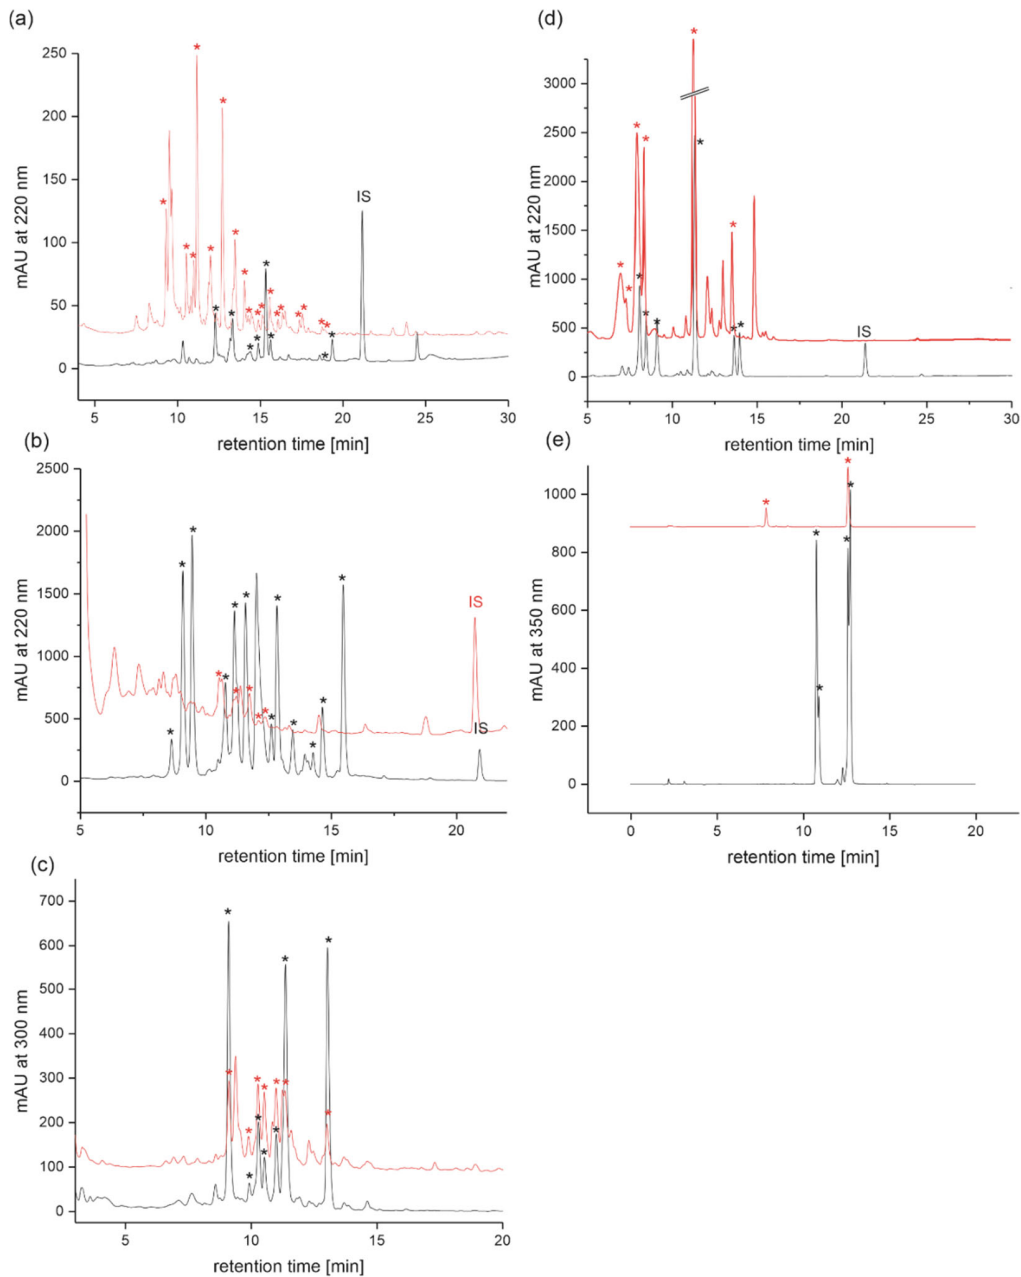 (a)
mAU at 220 nm
250
200
150
100
50
0
IS
5 10 15 20 25 30
retention time [min]
(b)
mAU at 220 nm
2500
2000
1500
1000
500
0
IS
IS
5 10 15 20
retention time [min]
(c)
mAU at 300 nm
700
600
500
400
300
200
100
0
5 10 15 20
retention time [min]
(d)
mAU at 220 nm
3000
2500
2000
1500
1000
500
0
IS
5 10 15 20 25 30
retention time [min]
(e)
mAU at 350 nm
1000
800
600
400
200
0
0 5 10 15 20
retention time [min]